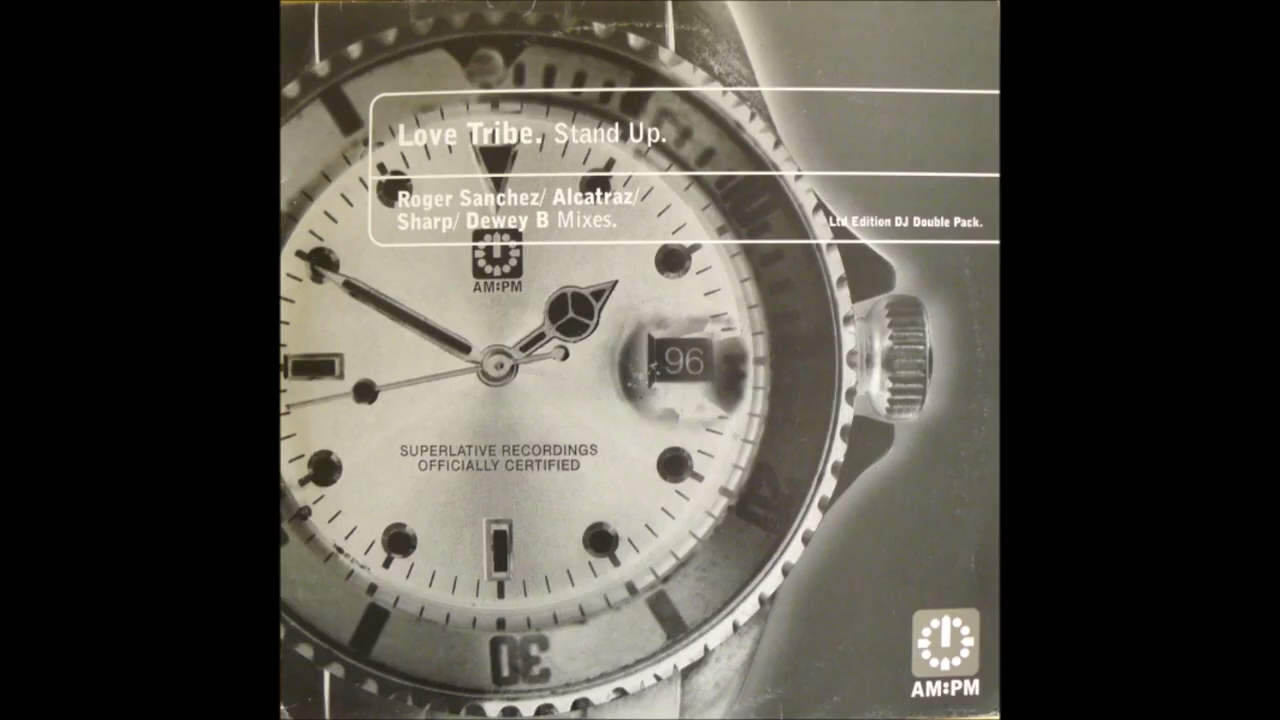 Love Tribe. Stand Up.
Roger Sanchez/ Alcatraz/
Sharp/ Dewey B Mixes.
Ltd Edition DJ Double Pack.
AM:PM
96
SUPERLATIVE RECORDINGS
OFFICIALLY CERTIFIED
30
AM:PM